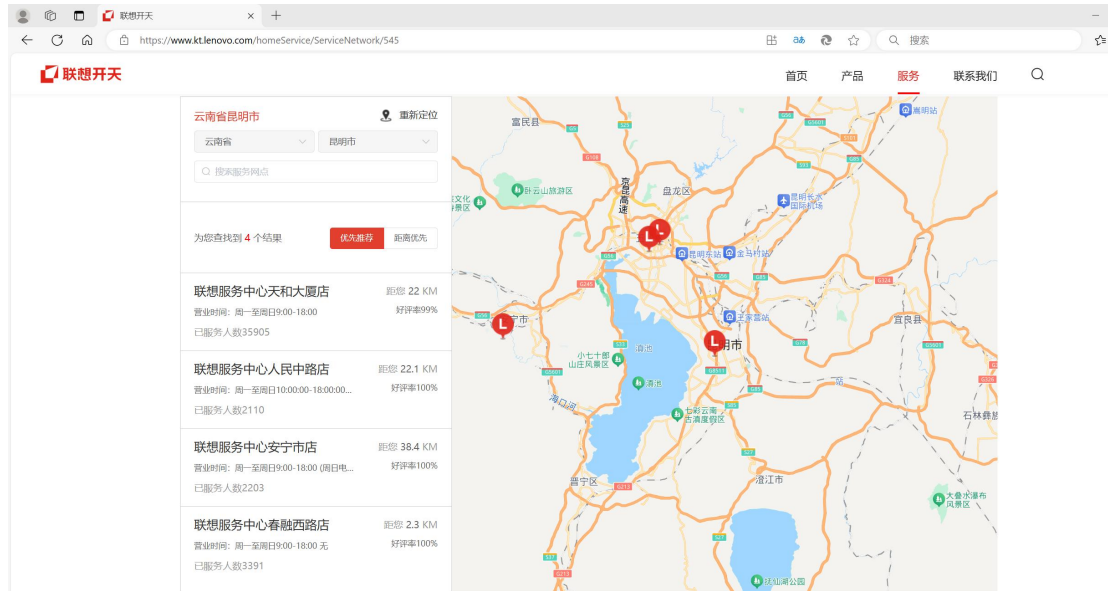 联想开天
https://www.kt.lenovo.com/homeService/ServiceNetwork/545
搜索
联想开天
首页 产品 服务 联系我们
云南省昆明市 重新定位
云南省 昆明市
搜索服务网点
为您查找到 4 个结果 优先推荐 距离优先
联想服务中心天和大厦店 距您 22 KM
营业时间：周一至周日9:00-18:00 好评率99%
已服务人数35905
联想服务中心人民中路店 距您 22.1 KM
营业时间：周一至周日10:00:00-18:00:00... 好评率100%
已服务人数2110
联想服务中心安宁市店 距您 38.4 KM
营业时间：周一至周日9:00-18:00 (周日电... 好评率100%
已服务人数2203
联想服务中心春融西路店 距您 2.3 KM
营业时间：周一至周日9:00-18:00 无 好评率100%
已服务人数3391
富民县
嵩明站
卧云山旅游区
京昆高速
盘龙区
昆明长水
国际机场
昆明东站
金马村站
王家营站
宜良县
滇池
小七十郎
山庄风景区
滇池
海口河
七彩云南
古滇度假区
石林彝族
晋宁区
澄江市
大叠水瀑布
风景区
抚仙湖公园